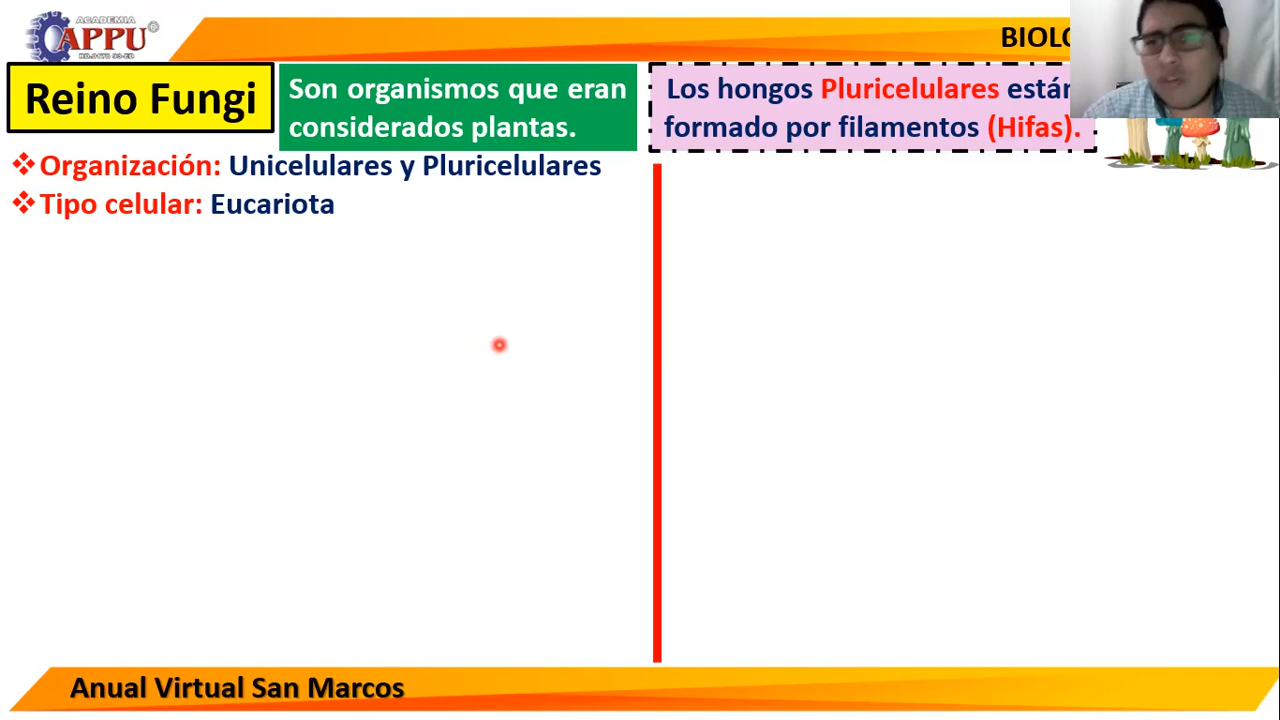 ACADEMIA
APPU
BIOLO
Reino Fungi
Son organismos que eran
considerados plantas.
Los hongos Pluricelulares están
formado por filamentos (Hifas).
❖Organización: Unicelulares y Pluricelulares
❖Tipo celular: Eucariota
Anual Virtual San Marcos